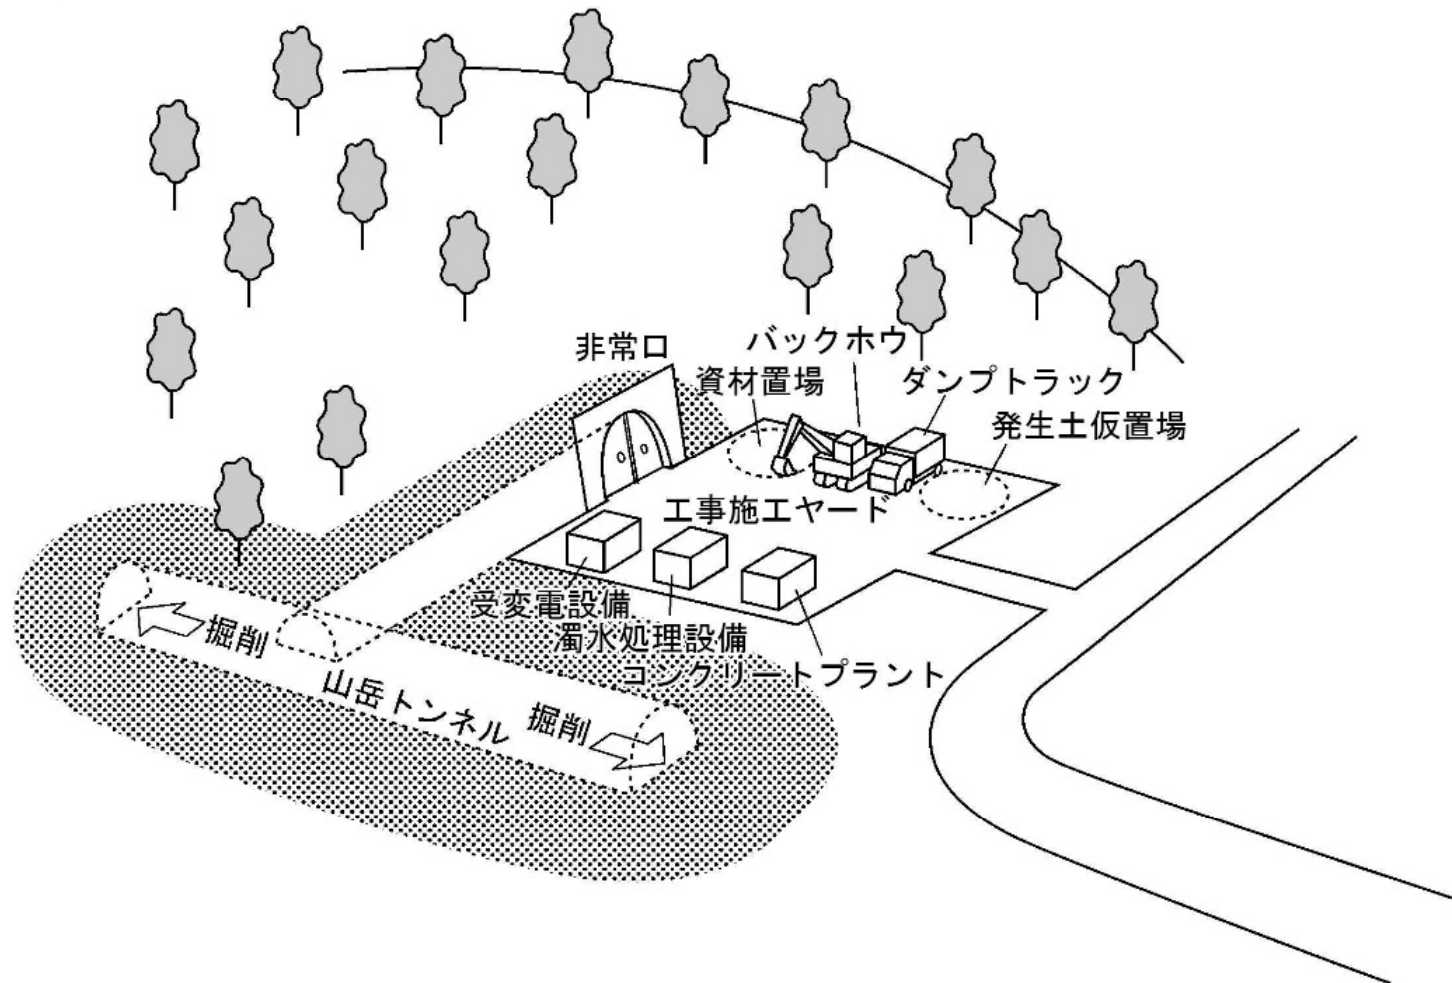 非常口
バックホウ
資材置場
ダンプトラック
発生土仮置場
工事施工ヤード
受変電設備
濁水処理設備
コンクリートプラント
掘削
山岳トンネル
掘削